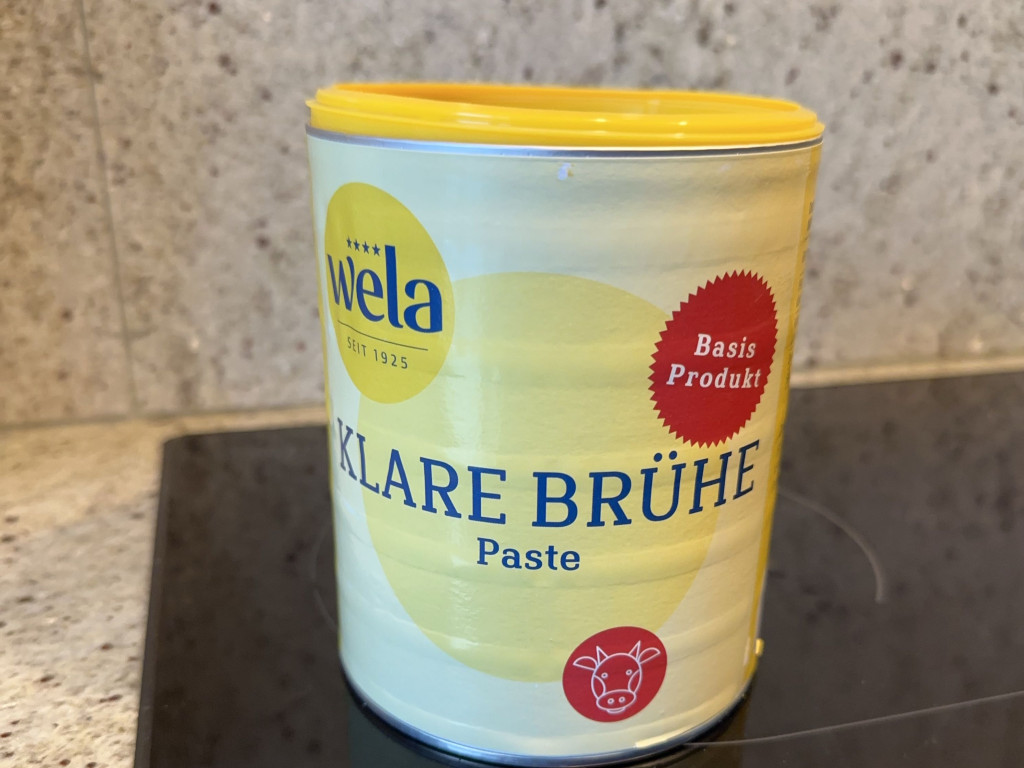 wela
SEIT 1925
Basis
Produkt
KLARE BRÜHE
Paste